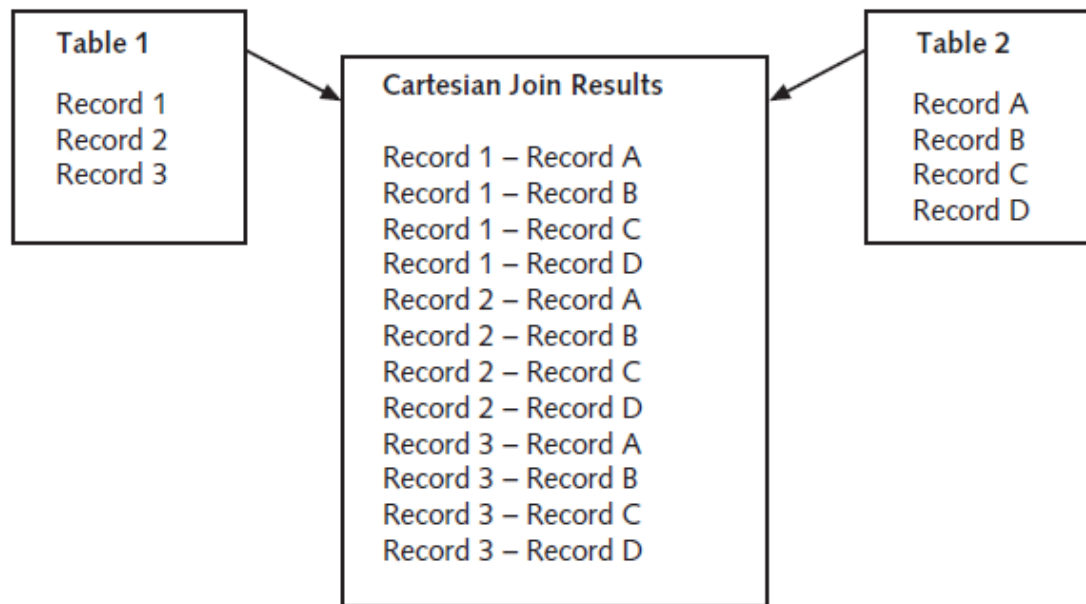 Table 1
Record 1
Record 2
Record 3
Cartesian Join Results
Record 1 – Record A
Record 1 – Record B
Record 1 – Record C
Record 1 – Record D
Record 2 – Record A
Record 2 – Record B
Record 2 – Record C
Record 2 – Record D
Record 3 – Record A
Record 3 – Record B
Record 3 – Record C
Record 3 – Record D
Table 2
Record A
Record B
Record C
Record D